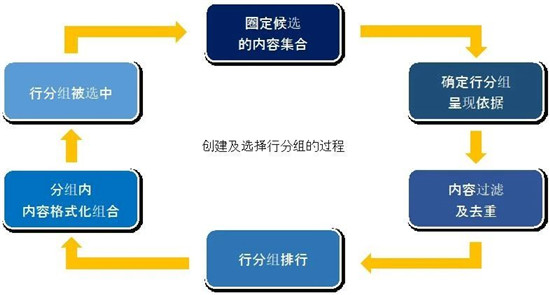 圈定候选
的内容集合
行分组被选中
确定行分组
呈现依据
创建及选择行分组的过程
分组内
内容格式化组合
内容过滤
及去重
行分组排行